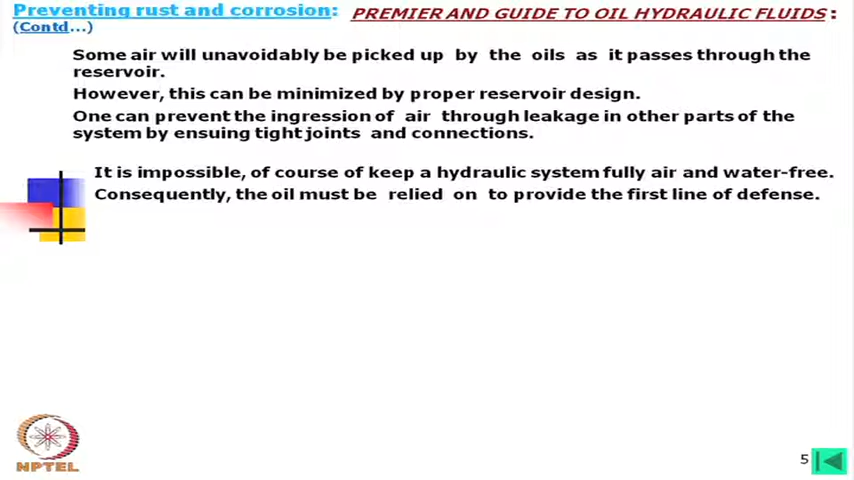 Preventing rust and corrosion: PREMIER AND GUIDE TO OIL HYDRAULIC FLUIDS :
(Contd...)
Some air will unavoidably be picked up by the oils as it passes through the
reservoir.
However, this can be minimized by proper reservoir design.
One can prevent the ingression of air through leakage in other parts of the
system by ensuing tight joints and connections.
It is impossible, of course of keep a hydraulic system fully air and water-free.
Consequently, the oil must be relied on to provide the first line of defense.
NPTEL
5